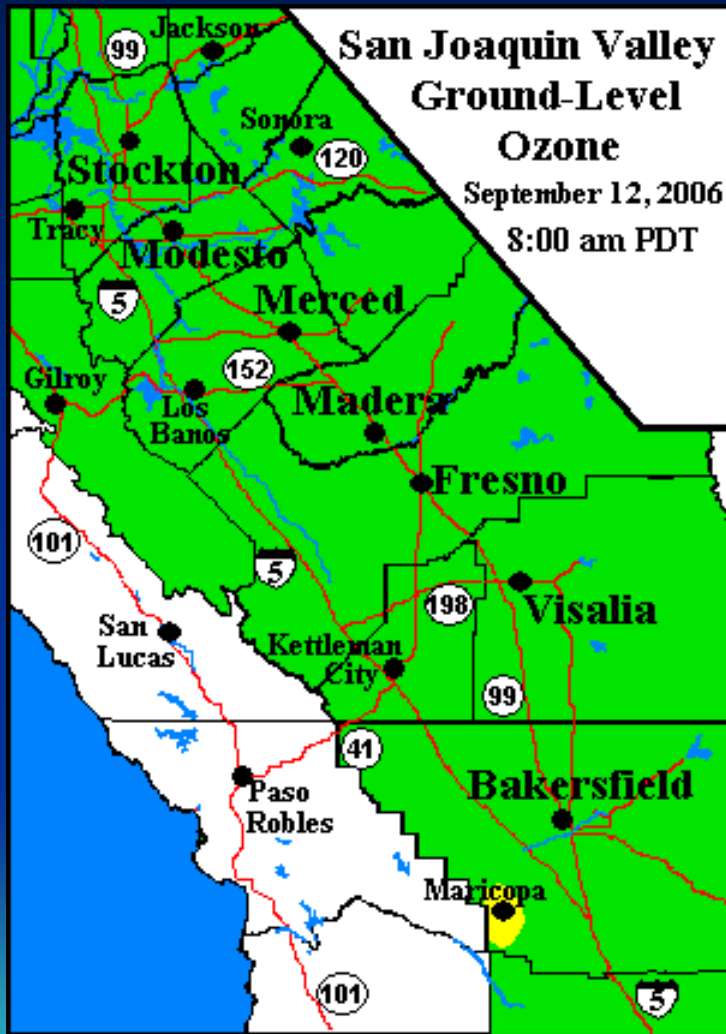 San Joaquin Valley
Ground-Level
Ozone
September 12, 2006
8:00 am PDT
Jackson
99
Sonora
120
Stockton
Tracy
Modesto
5
Merced
152
Gilroy
Los
Banos
Madera
Fresno
101
5
198
Visalia
San
Lucas
Kettleman
City
99
41
Bakersfield
Paso
Robles
Maricopa
101
5